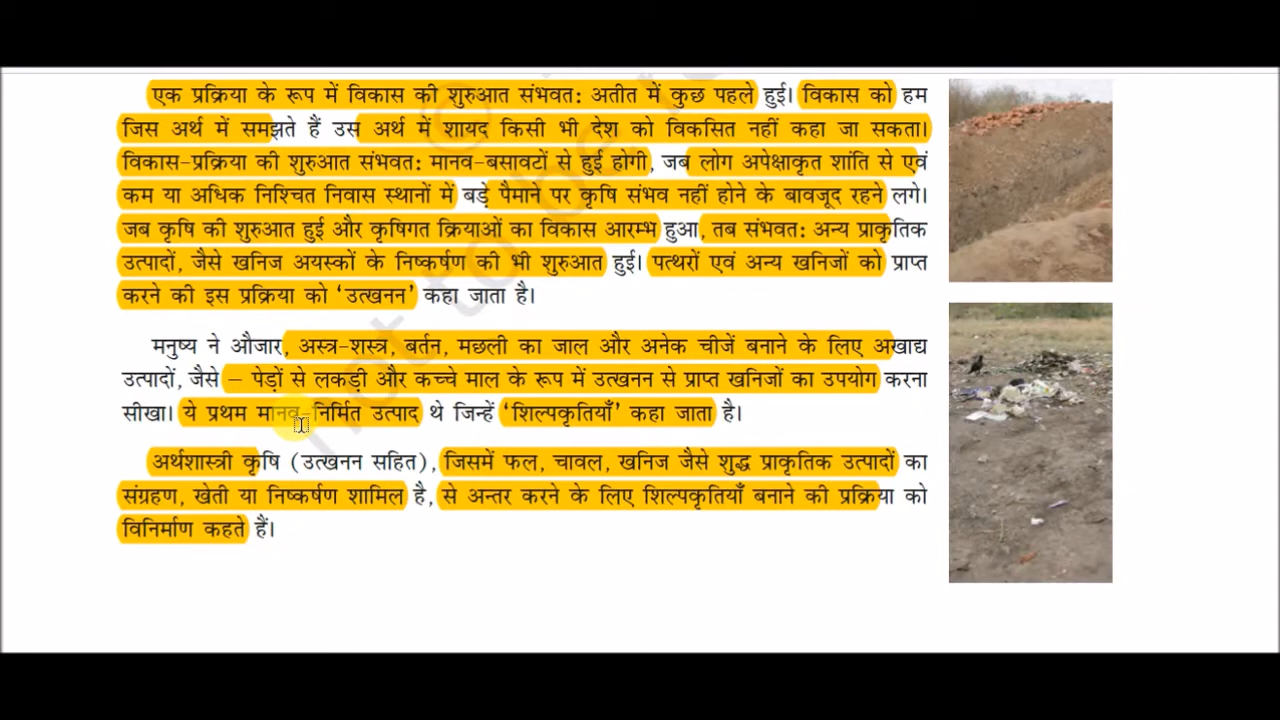 एक प्रक्रिया के रूप में विकास की शुरुआत संभवत: अतीत में कुछ पहले हुई। विकास को हम
जिस अर्थ में समझते हैं उस अर्थ में शायद किसी भी देश को विकसित नहीं कहा जा सकता।
विकास-प्रक्रिया की शुरुआत संभवत: मानव-बसावटों से हुई होगी, जब लोग अपेक्षाकृत शांति से एवं
कम या अधिक निश्चित निवास स्थानों में बड़े पैमाने पर कृषि संभव नहीं होने के बावजूद रहने लगे।
जब कृषि की शुरुआत हुई और कृषिगत क्रियाओं का विकास आरम्भ हुआ, तब संभवत: अन्य प्राकृतिक
उत्पादों, जैसे खनिज अयस्कों के निष्कर्षण की भी शुरुआत हुई। पत्थरों एवं अन्य खनिजों को प्राप्त
करने की इस प्रक्रिया को ‘उत्खनन’ कहा जाता है।
मनुष्य ने औजार, अस्त्र-शस्त्र, बर्तन, मछली का जाल और अनेक चीजें बनाने के लिए अखाद्य
उत्पादों, जैसे – पेड़ों से लकड़ी और कच्चे माल के रूप में उत्खनन से प्राप्त खनिजों का उपयोग करना
सीखा। ये प्रथम मानव-निर्मित उत्पाद थे जिन्हें ‘शिल्पकृतियाँ’ कहा जाता है।
अर्थशास्त्री कृषि (उत्खनन सहित), जिसमें फल, चावल, खनिज जैसे शुद्ध प्राकृतिक उत्पादों का
संग्रहण, खेती या निष्कर्षण शामिल है, से अन्तर करने के लिए शिल्पकृतियाँ बनाने की प्रक्रिया को
विनिर्माण कहते हैं।
not to be re